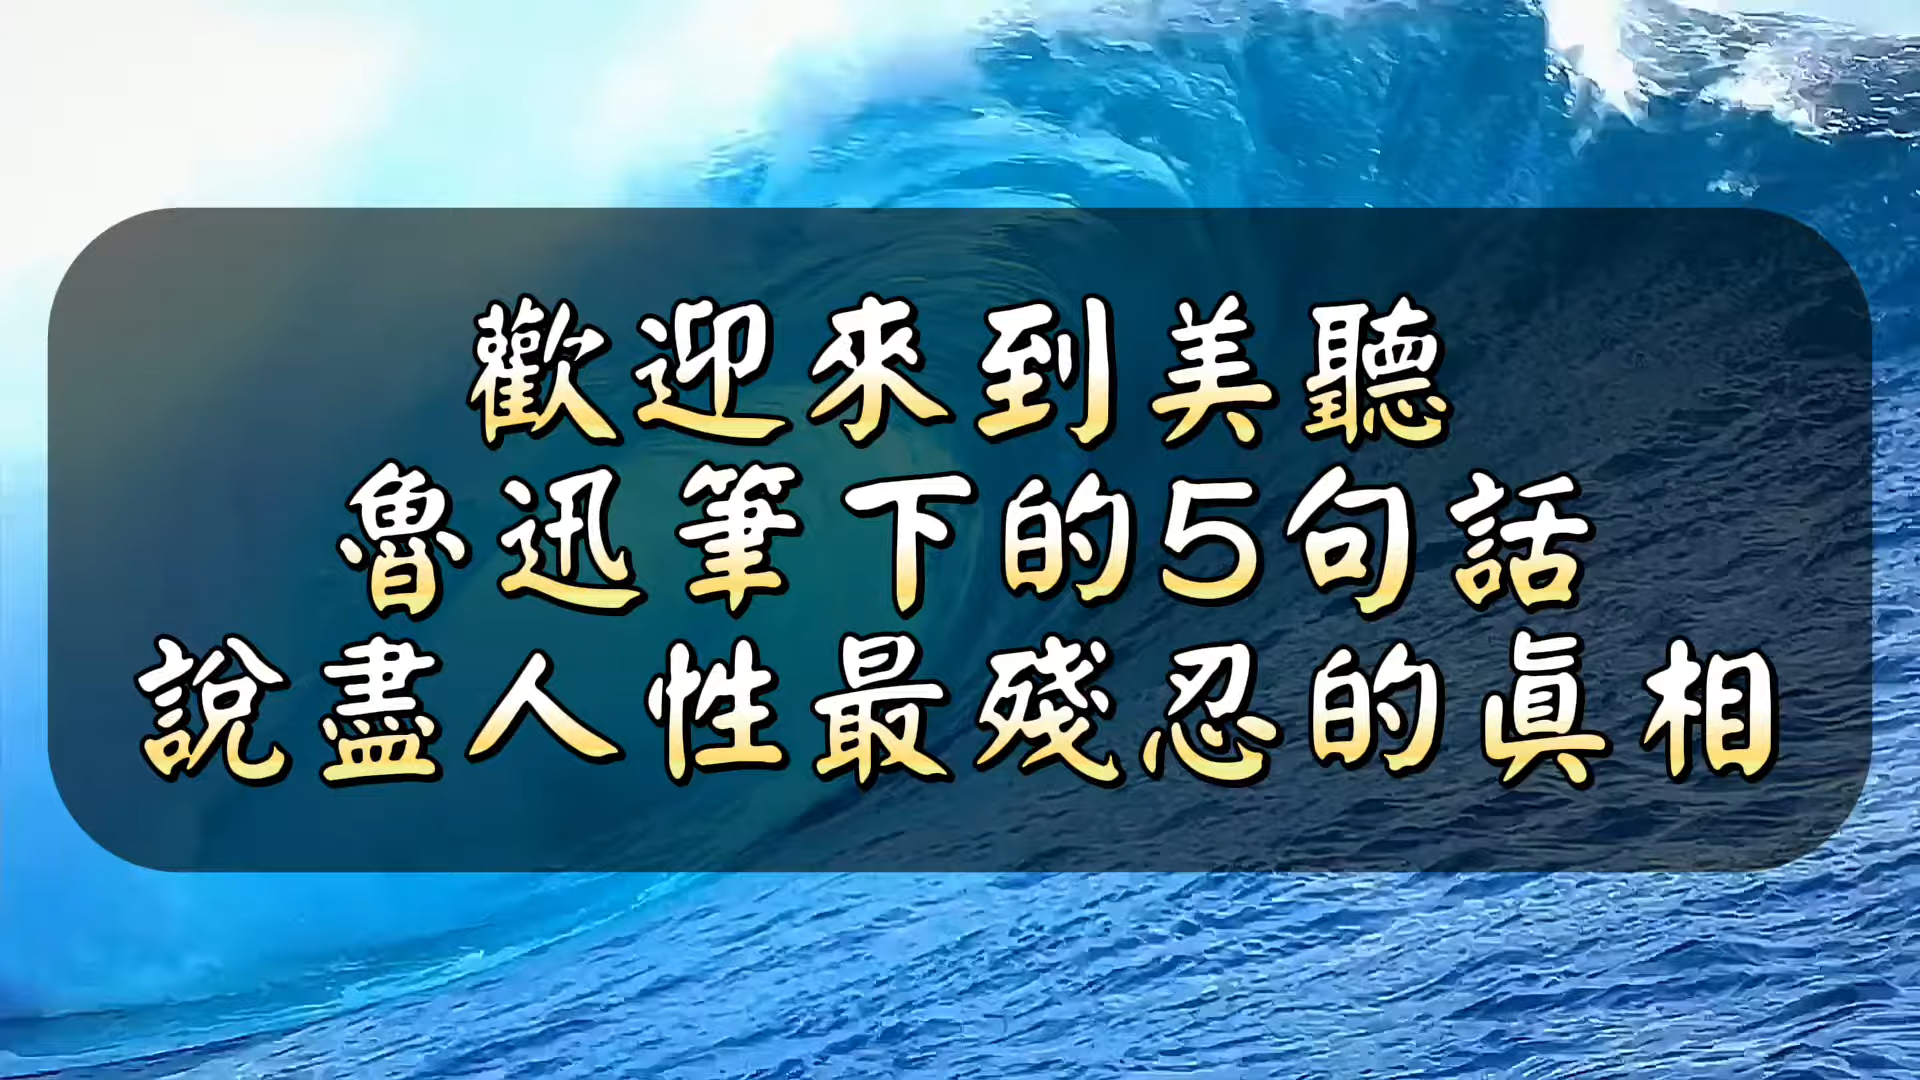 歡迎來到美聽
魯迅筆下的5句話
說盡人性最殘忍的眞相